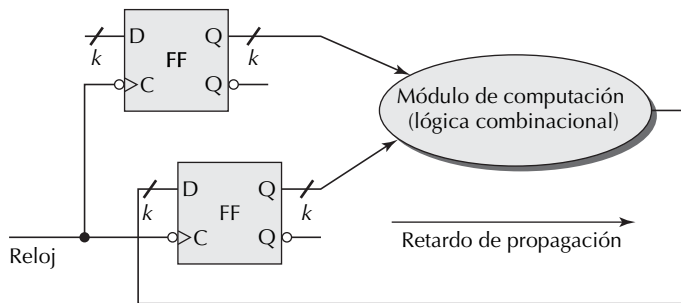 D Q
FF
k k
C Q
Módulo de computación
(lógica combinacional)
D Q
FF
k k
C Q
Reloj
Retardo de propagación